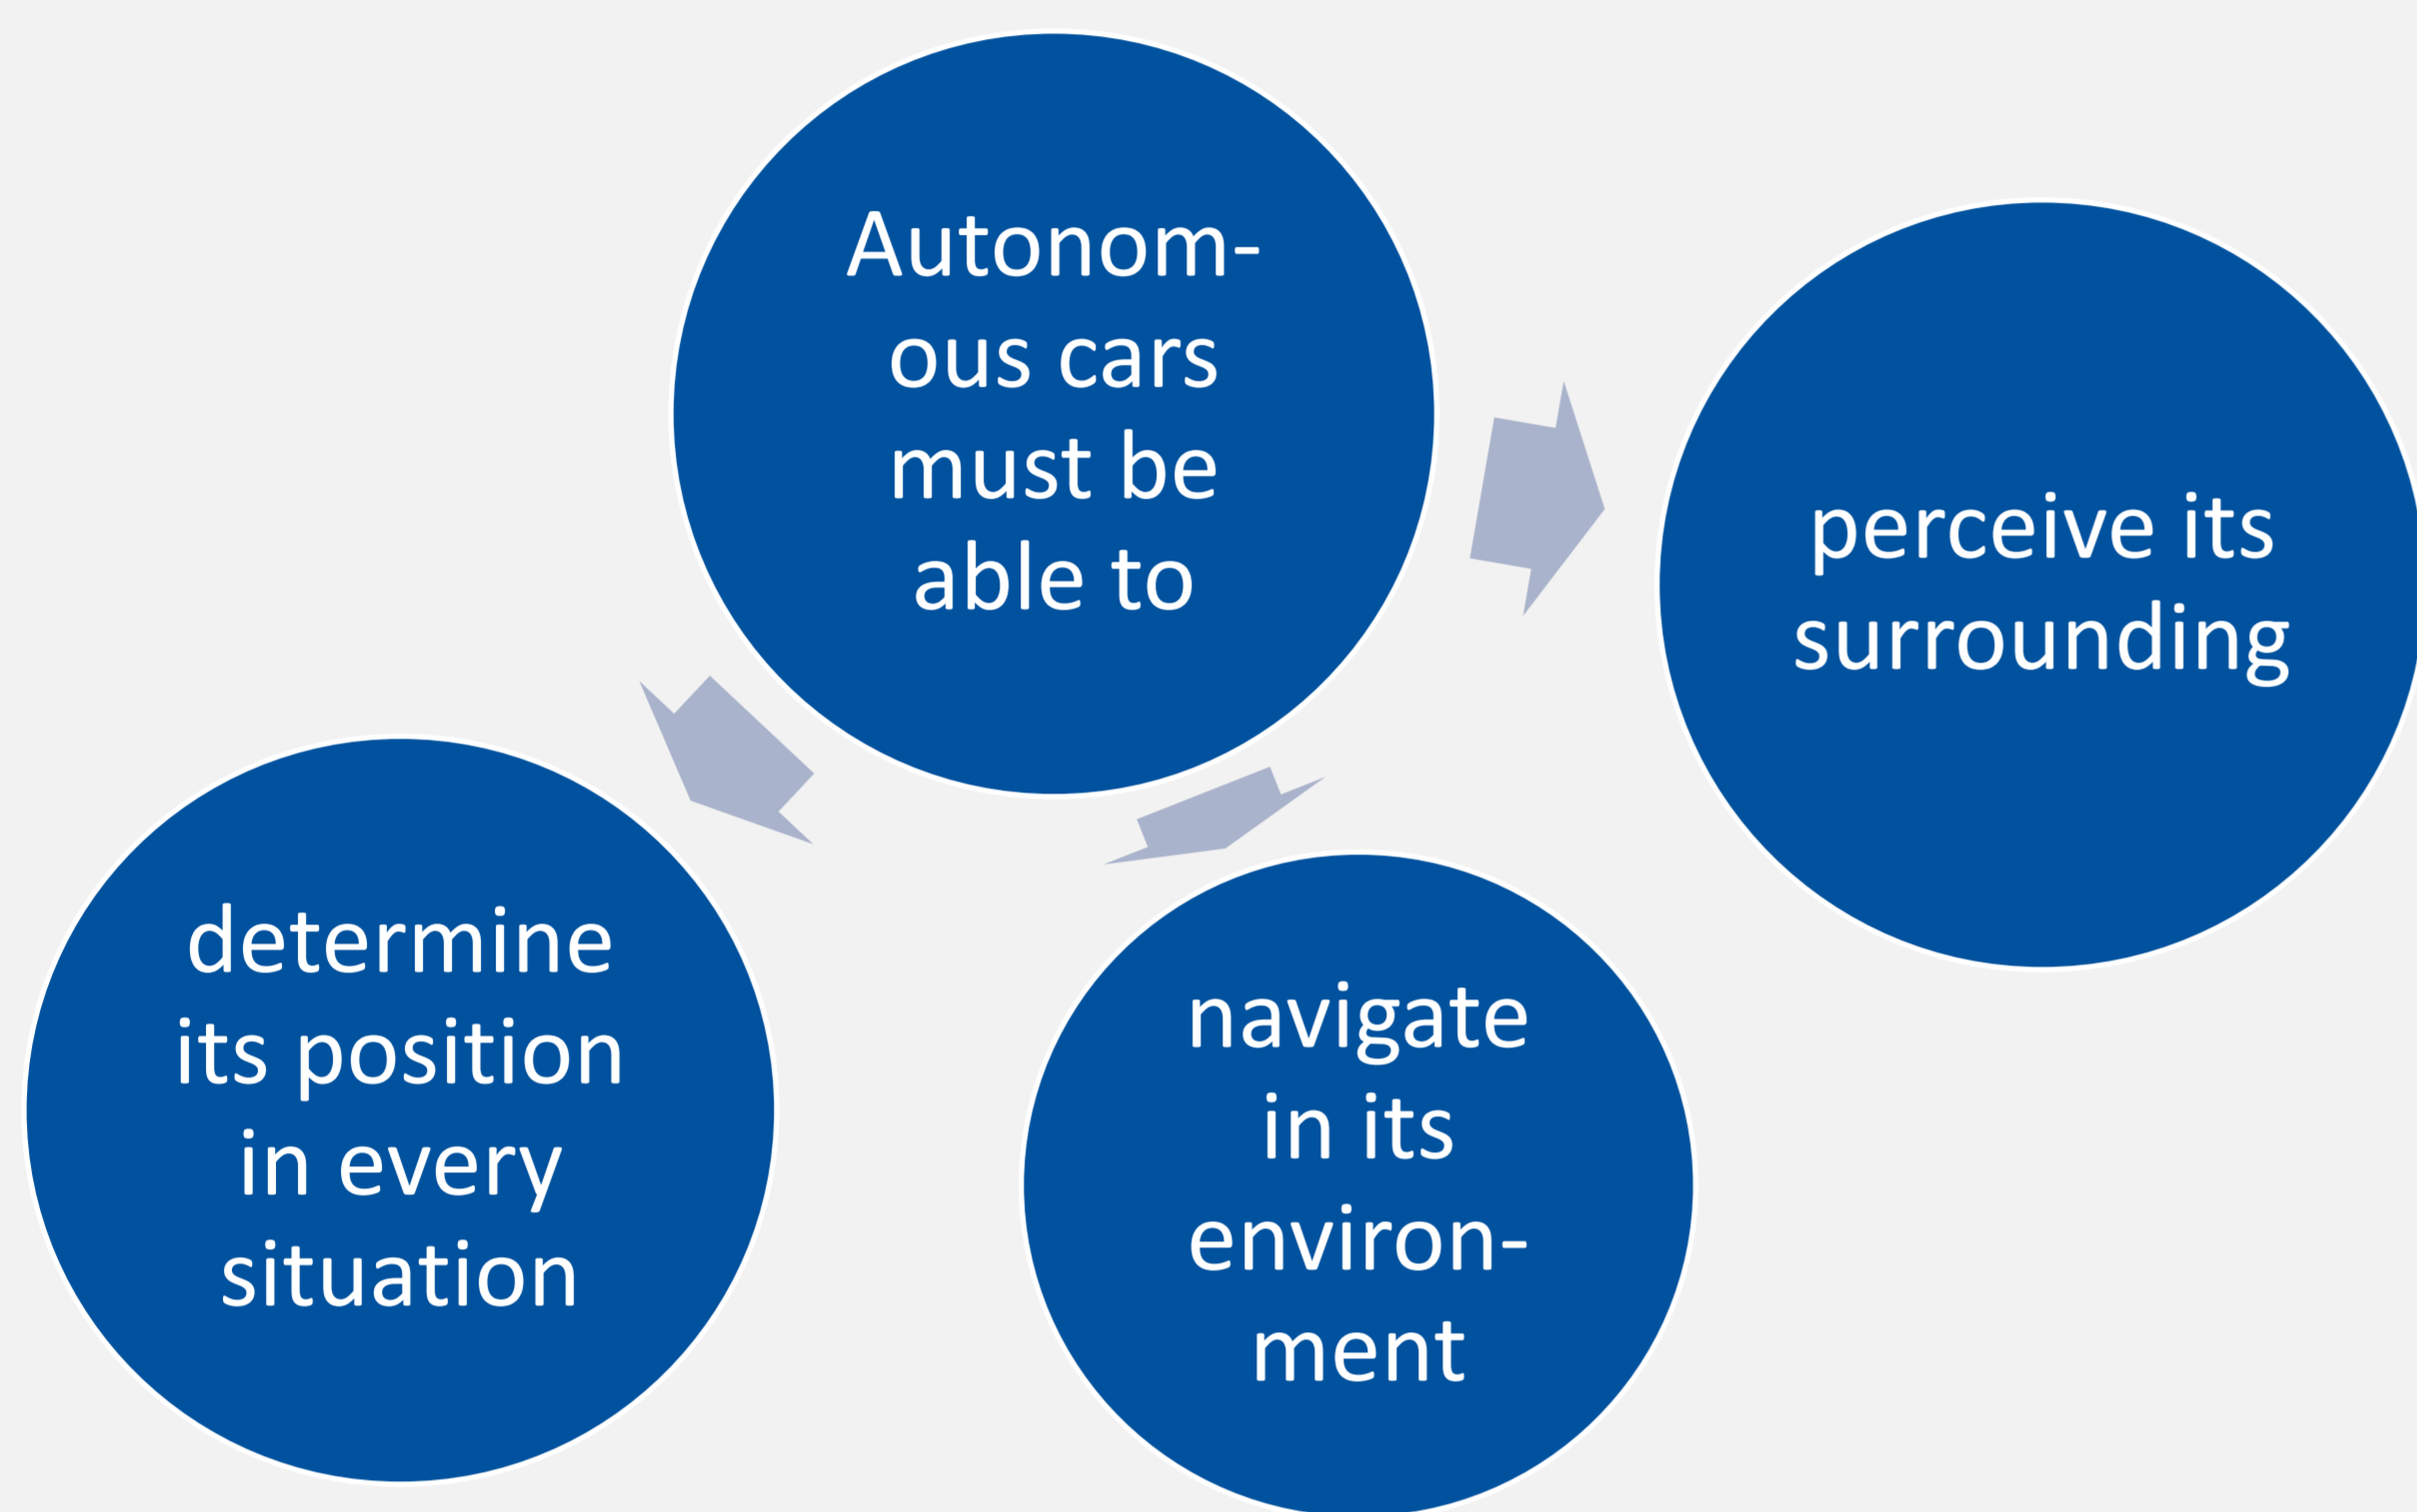 Autonom-
ous cars
must be
able to
perceive its
surrounding
determine
its position
in every
situation
navigate
in its
environ-
ment